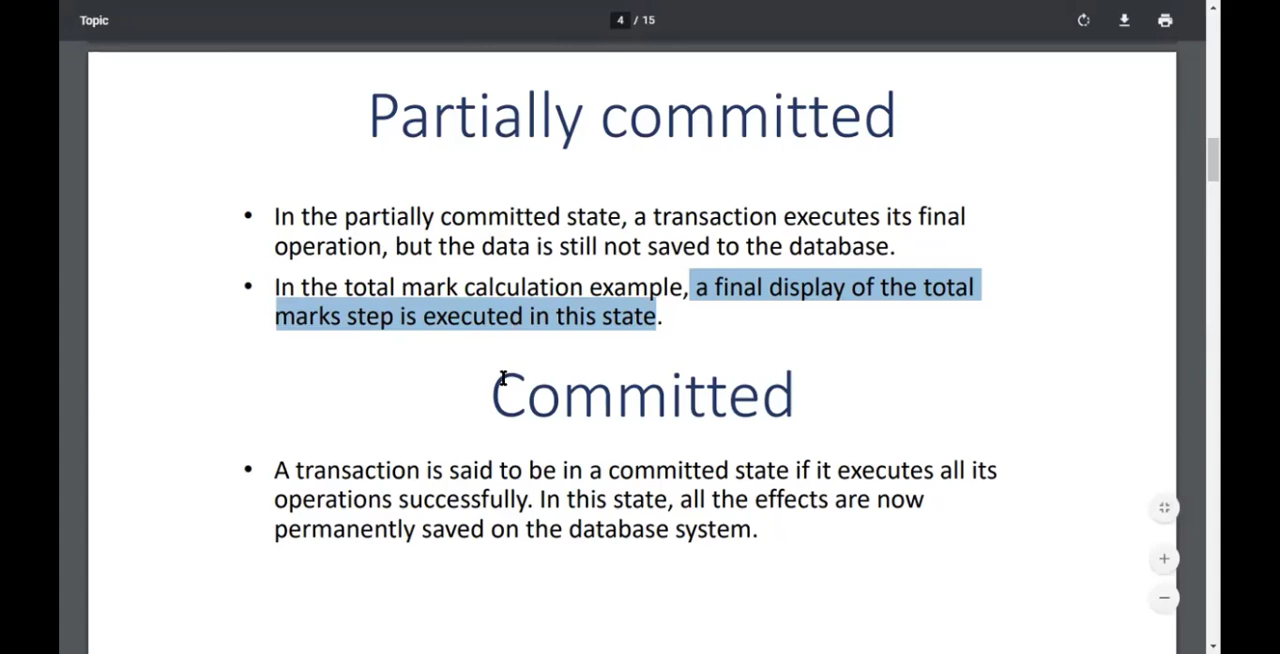 Topic
4 / 15
Partially committed
• In the partially committed state, a transaction executes its final
operation, but the data is still not saved to the database.
• In the total mark calculation example, a final display of the total
marks step is executed in this state.
Committed
• A transaction is said to be in a committed state if it executes all its
operations successfully. In this state, all the effects are now
permanently saved on the database system.